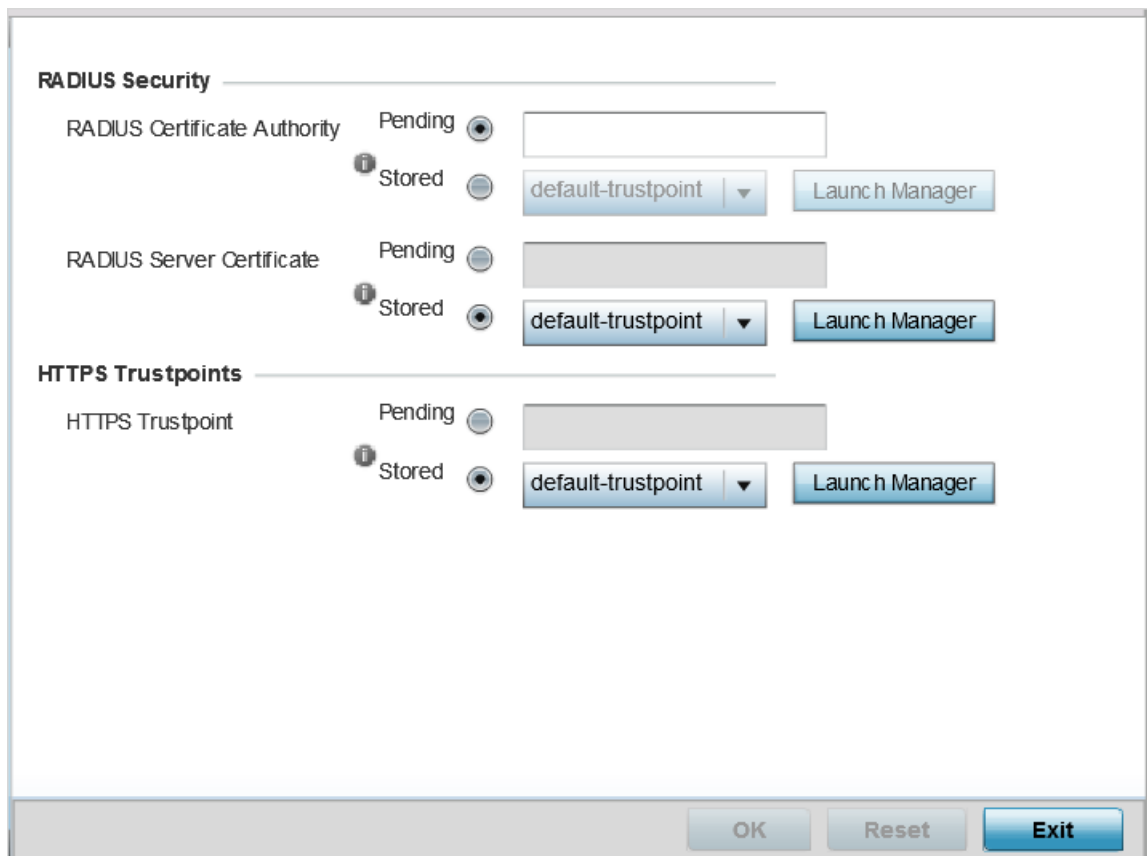 RADIUS Security
RADIUS Certificate Authority Pending
Stored default-trustpoint Launch Manager
RADIUS Server Certificate Pending
Stored default-trustpoint Launch Manager
HTTPS Trustpoints
HTTPS Trustpoint Pending
Stored default-trustpoint Launch Manager
OK Reset Exit